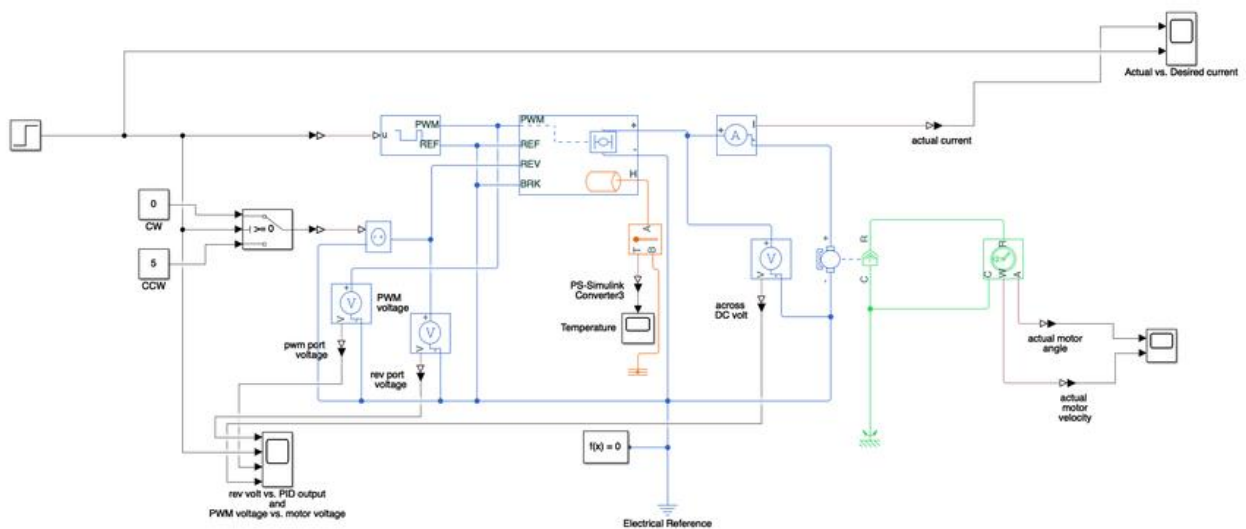 Actual vs. Desired current
PWM
REF
u
PWM
REF
REV
BRK
+
-
H
+
A
I
actual current
0
CW
>= 0
5
CCW
A
T
B
PS-Simulink
Converter3
Temperature
+
V
V
PWM
voltage
pwm port
voltage
+
V
V
rev port
voltage
+
V
V
across
DC volt
+
-
R
C
R
C
W
A
actual motor
angle
actual
motor
velocity
f(x) = 0
rev volt vs. PID output
and
PWM voltage vs. motor voltage
Electrical Reference